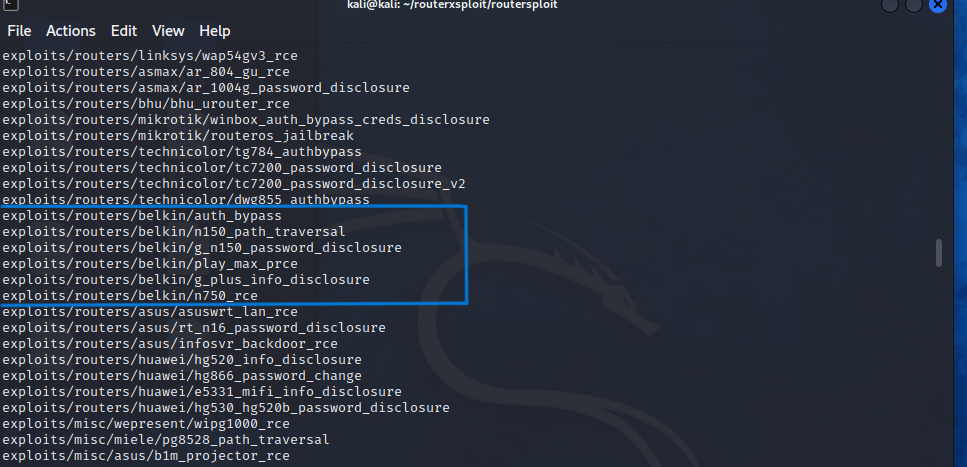 kali@kali: ~/routerxsploit/routersploit
File Actions Edit View Help
exploits/routers/linksys/wap54gv3_rce
exploits/routers/asmax/ar_804_gu_rce
exploits/routers/asmax/ar_1004g_password_disclosure
exploits/routers/bhu/bhu_urouter_rce
exploits/routers/mikrotik/winbox_auth_bypass_creds_disclosure
exploits/routers/mikrotik/routeros_jailbreak
exploits/routers/technicolor/tg784_authbypass
exploits/routers/technicolor/tc7200_password_disclosure
exploits/routers/technicolor/tc7200_password_disclosure_v2
exploits/routers/technicolor/dwg855_authbypass
exploits/routers/belkin/auth_bypass
exploits/routers/belkin/n150_path_traversal
exploits/routers/belkin/g_n150_password_disclosure
exploits/routers/belkin/play_max_prce
exploits/routers/belkin/g_plus_info_disclosure
exploits/routers/belkin/n750_rce
exploits/routers/asus/asuswrt_lan_rce
exploits/routers/asus/rt_n16_password_disclosure
exploits/routers/asus/infosvr_backdoor_rce
exploits/routers/huawei/hg520_info_disclosure
exploits/routers/huawei/hg866_password_change
exploits/routers/huawei/e5331_mifi_info_disclosure
exploits/routers/huawei/hg530_hg520b_password_disclosure
exploits/misc/wepresent/wipg1000_rce
exploits/misc/miele/pg8528_path_traversal
exploits/misc/asus/b1m_projector_rce